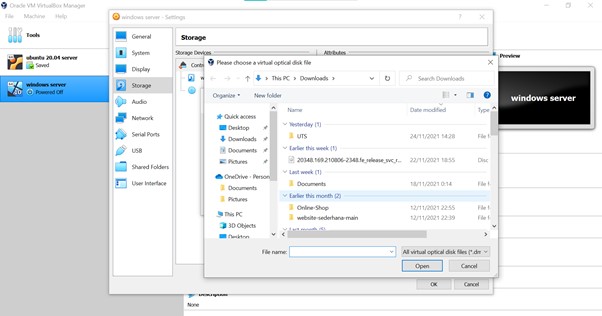 Oracle VM VirtualBox Manager
File Machine Help
Tools
ubuntu 20.04 server
Saved
windows server
Powered Off
windows server - Settings
General
System
Display
Storage
Audio
Network
Serial Ports
USB
Shared Folders
User Interface
Storage
Storage Devices
Attributes
Please choose a virtual optical disk file
This PC > Downloads >
Search Downloads
Organize
New folder
Quick access
Desktop
Downloads
Documents
Pictures
OneDrive - Person
Documents
Pictures
This PC
3D Objects
Desktop
Name
Date modified
Type
Yesterday (1)
UTS
24/11/2021 14:28
File f
Earlier this week (1)
20348.169.210806-2348.fe_release_svc_r...
22/11/2021 18:55
Disc
Last week (1)
Documents
18/11/2021 0:14
File f
Earlier this month (2)
Online-Shop
12/11/2021 22:55
File f
website-sederhana-main
12/11/2021 22:39
File f
File name:
All virtual optical disk files (*.dm
Open
Cancel
OK
Cancel
Preview
windows server
Description
None